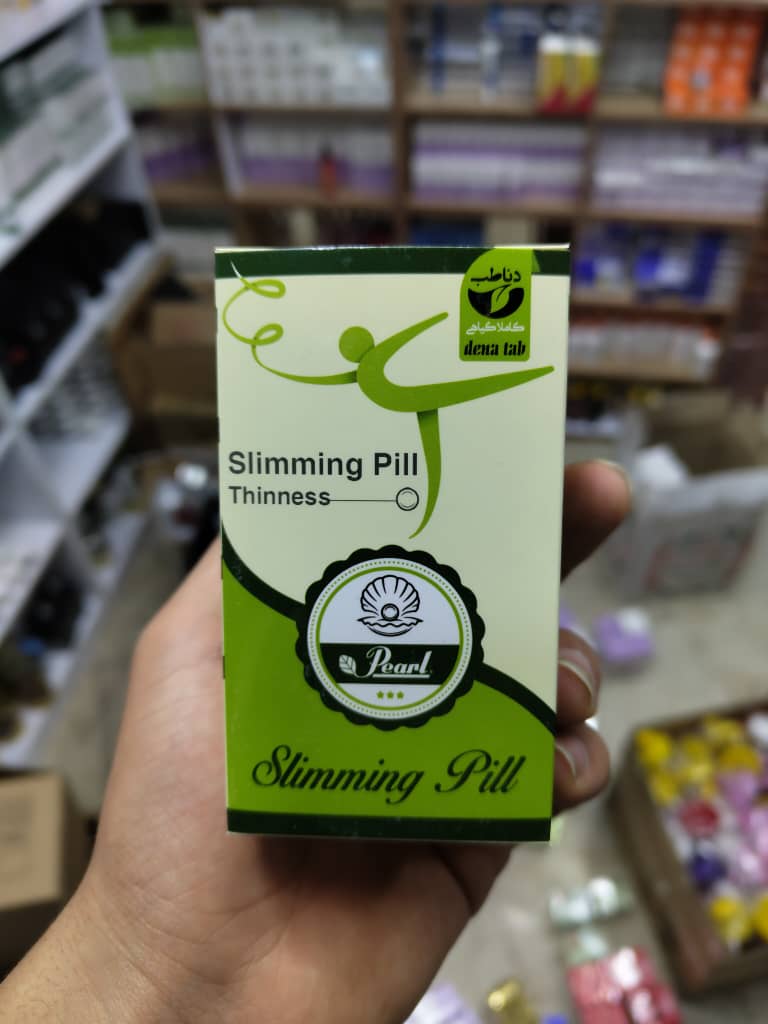 دناطب
کاملا گیاهی
dena tab
Slimming Pill
Thinness
Pearl
Slimming Pill